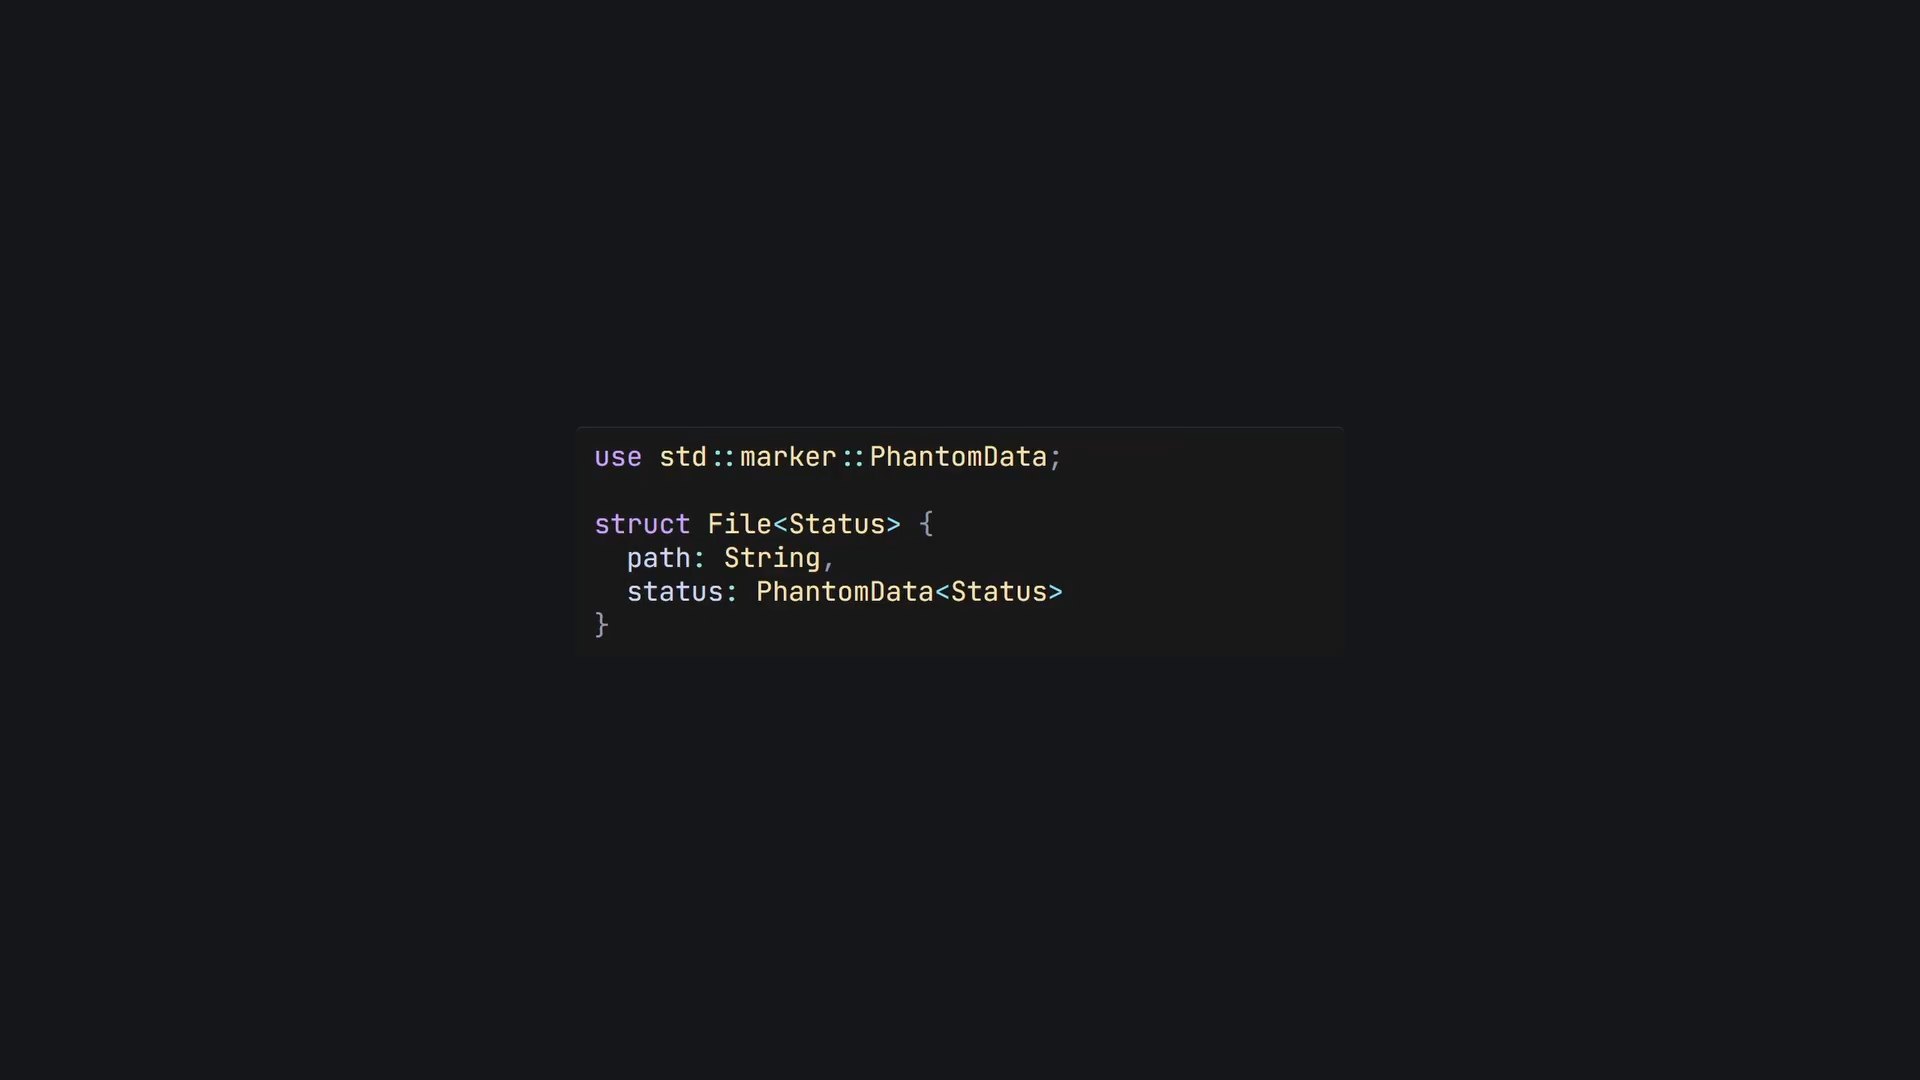 use std::marker::PhantomData;

struct File<Status> {
  path: String,
  status: PhantomData<Status>
}